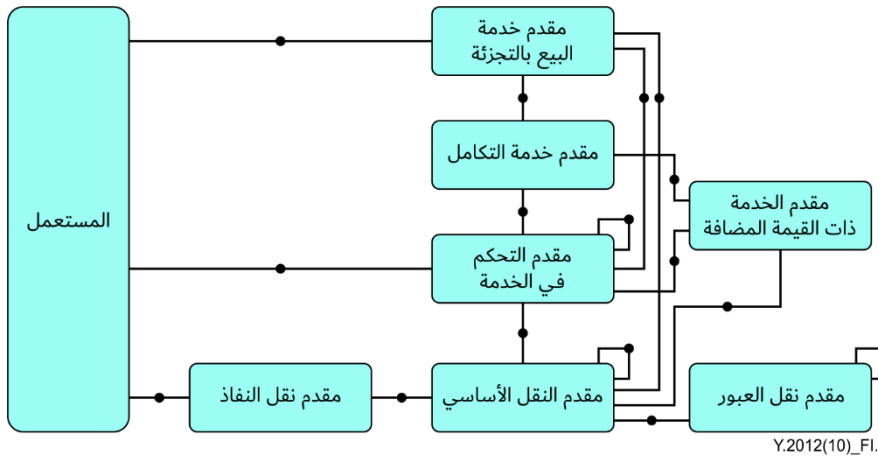 مقدم خدمة
البيع بالتجزئة
مقدم خدمة التكامل
مقدم الخدمة
ذات القيمة المضافة
المستعمل
مقدم التحكم
في الخدمة
مقدم نقل العبور
مقدم النقل الأساسي
مقدم نقل النفاذ
Y.2012(10)_FI.